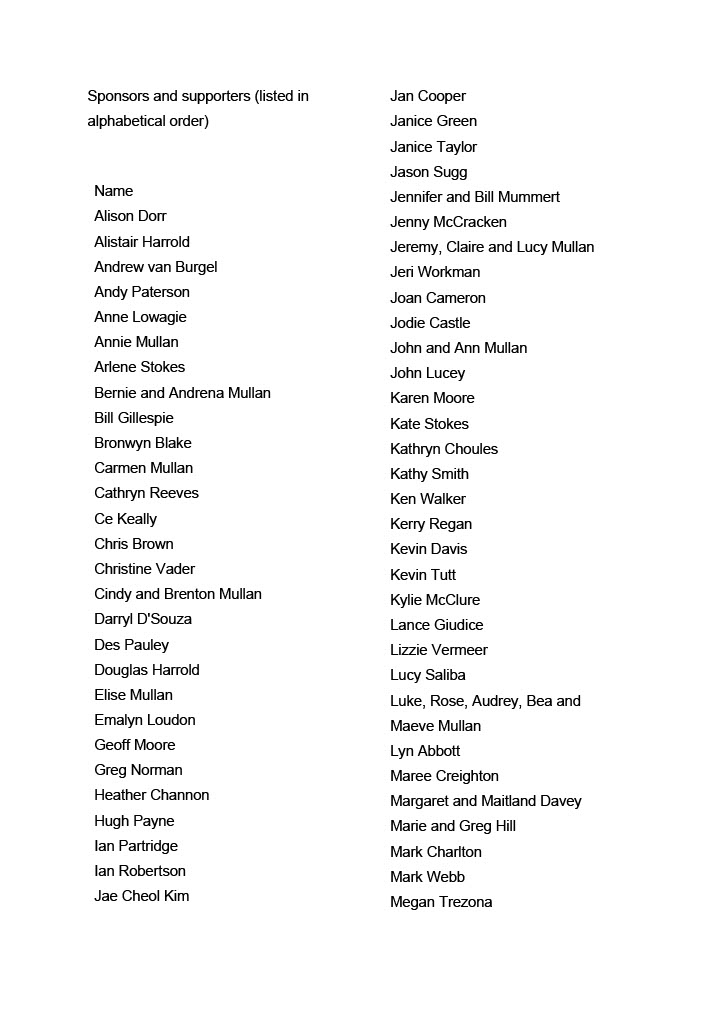 Sponsors and supporters (listed in
alphabetical order)
Name
Alison Dorr
Alistair Harrold
Andrew van Burgel
Andy Paterson
Anne Lowagie
Annie Mullan
Arlene Stokes
Bernie and Andrena Mullan
Bill Gillespie
Bronwyn Blake
Carmen Mullan
Cathryn Reeves
Ce Keally
Chris Brown
Christine Vader
Cindy and Brenton Mullan
Darryl D'Souza
Des Pauley
Douglas Harrold
Elise Mullan
Emalyn Loudon
Geoff Moore
Greg Norman
Heather Channon
Hugh Payne
Ian Partridge
Ian Robertson
Jae Cheol Kim
Jan Cooper
Janice Green
Janice Taylor
Jason Sugg
Jennifer and Bill Mummert
Jenny McCracken
Jeremy, Claire and Lucy Mullan
Jeri Workman
Joan Cameron
Jodie Castle
John and Ann Mullan
John Lucey
Karen Moore
Kate Stokes
Kathryn Choules
Kathy Smith
Ken Walker
Kerry Regan
Kevin Davis
Kevin Tutt
Kylie McClure
Lance Giudice
Lizzie Vermeer
Lucy Saliba
Luke, Rose, Audrey, Bea and
Maeve Mullan
Lyn Abbott
Maree Creighton
Margaret and Maitland Davey
Marie and Greg Hill
Mark Charlton
Mark Webb
Megan Trezona